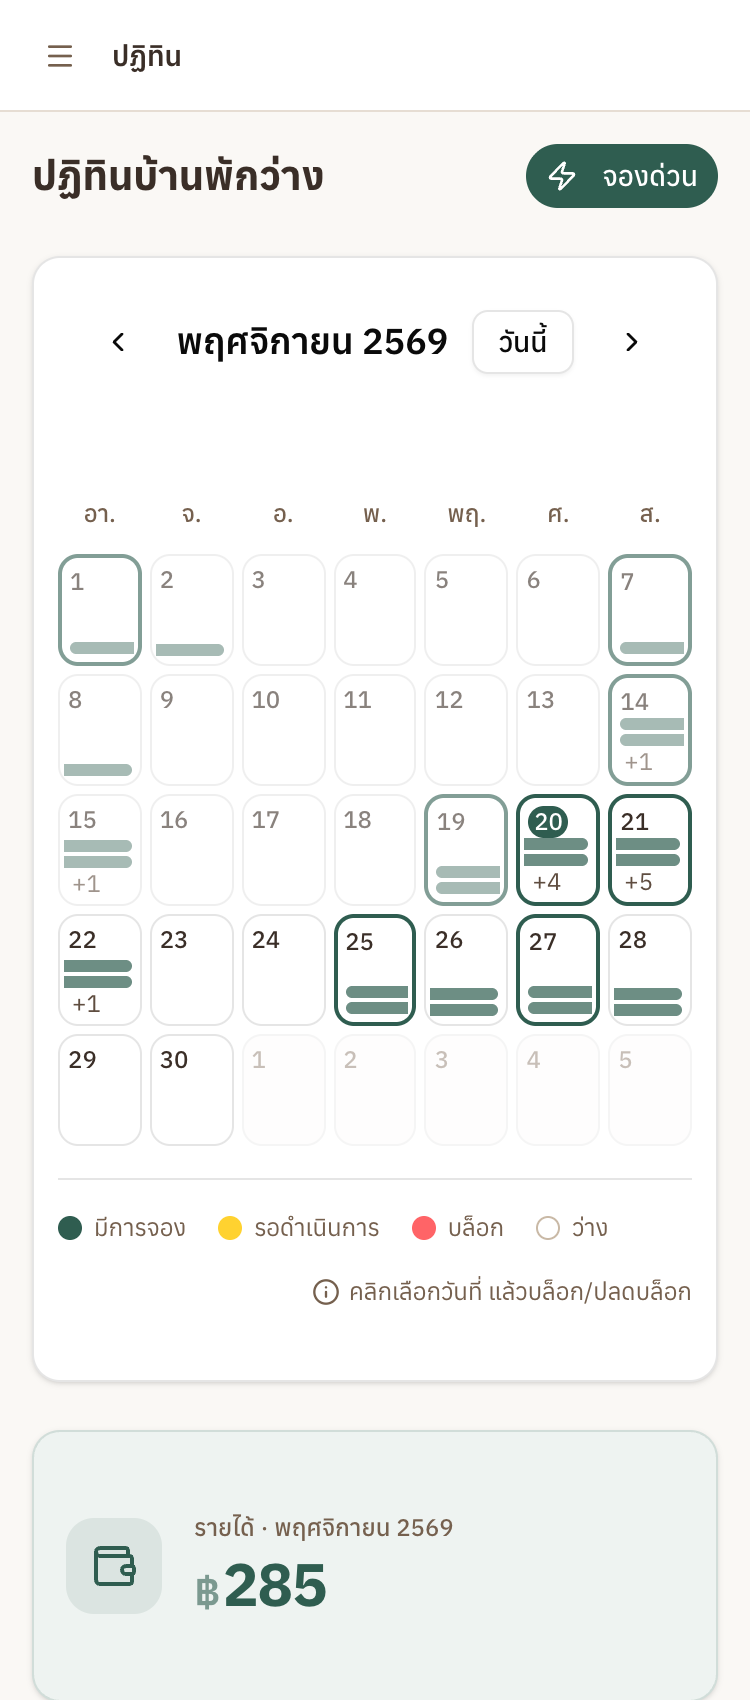 ปฏิทิน
ปฏิทินบ้านพักว่าง
จองด่วน
พฤศจิกายน 2569
วันนี้
อา. จ. อ. พ. พฤ. ศ. ส.
1 2 3 4 5 6 7
8 9 10 11 12 13 14
+1
15 16 17 18 19 20 21
+1 +4 +5
22 23 24 25 26 27 28
+1
29 30 1 2 3 4 5
มีการจอง รอดำเนินการ บล็อก ว่าง
คลิกเลือกวันที่ แล้วบล็อก/ปลดบล็อก
รายได้ · พฤศจิกายน 2569
฿285